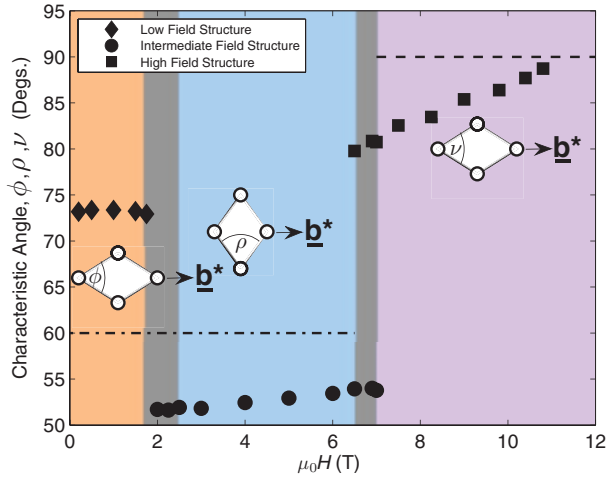 Low Field Structure
Intermediate Field Structure
High Field Structure
Characteristic Angle, ϕ, ρ, ν (Degs.)
95
90
85
80
75
70
65
60
55
50
ν
b*
ρ
b*
ϕ
b*
0
2
4
6
8
10
12
μ₀H (T)